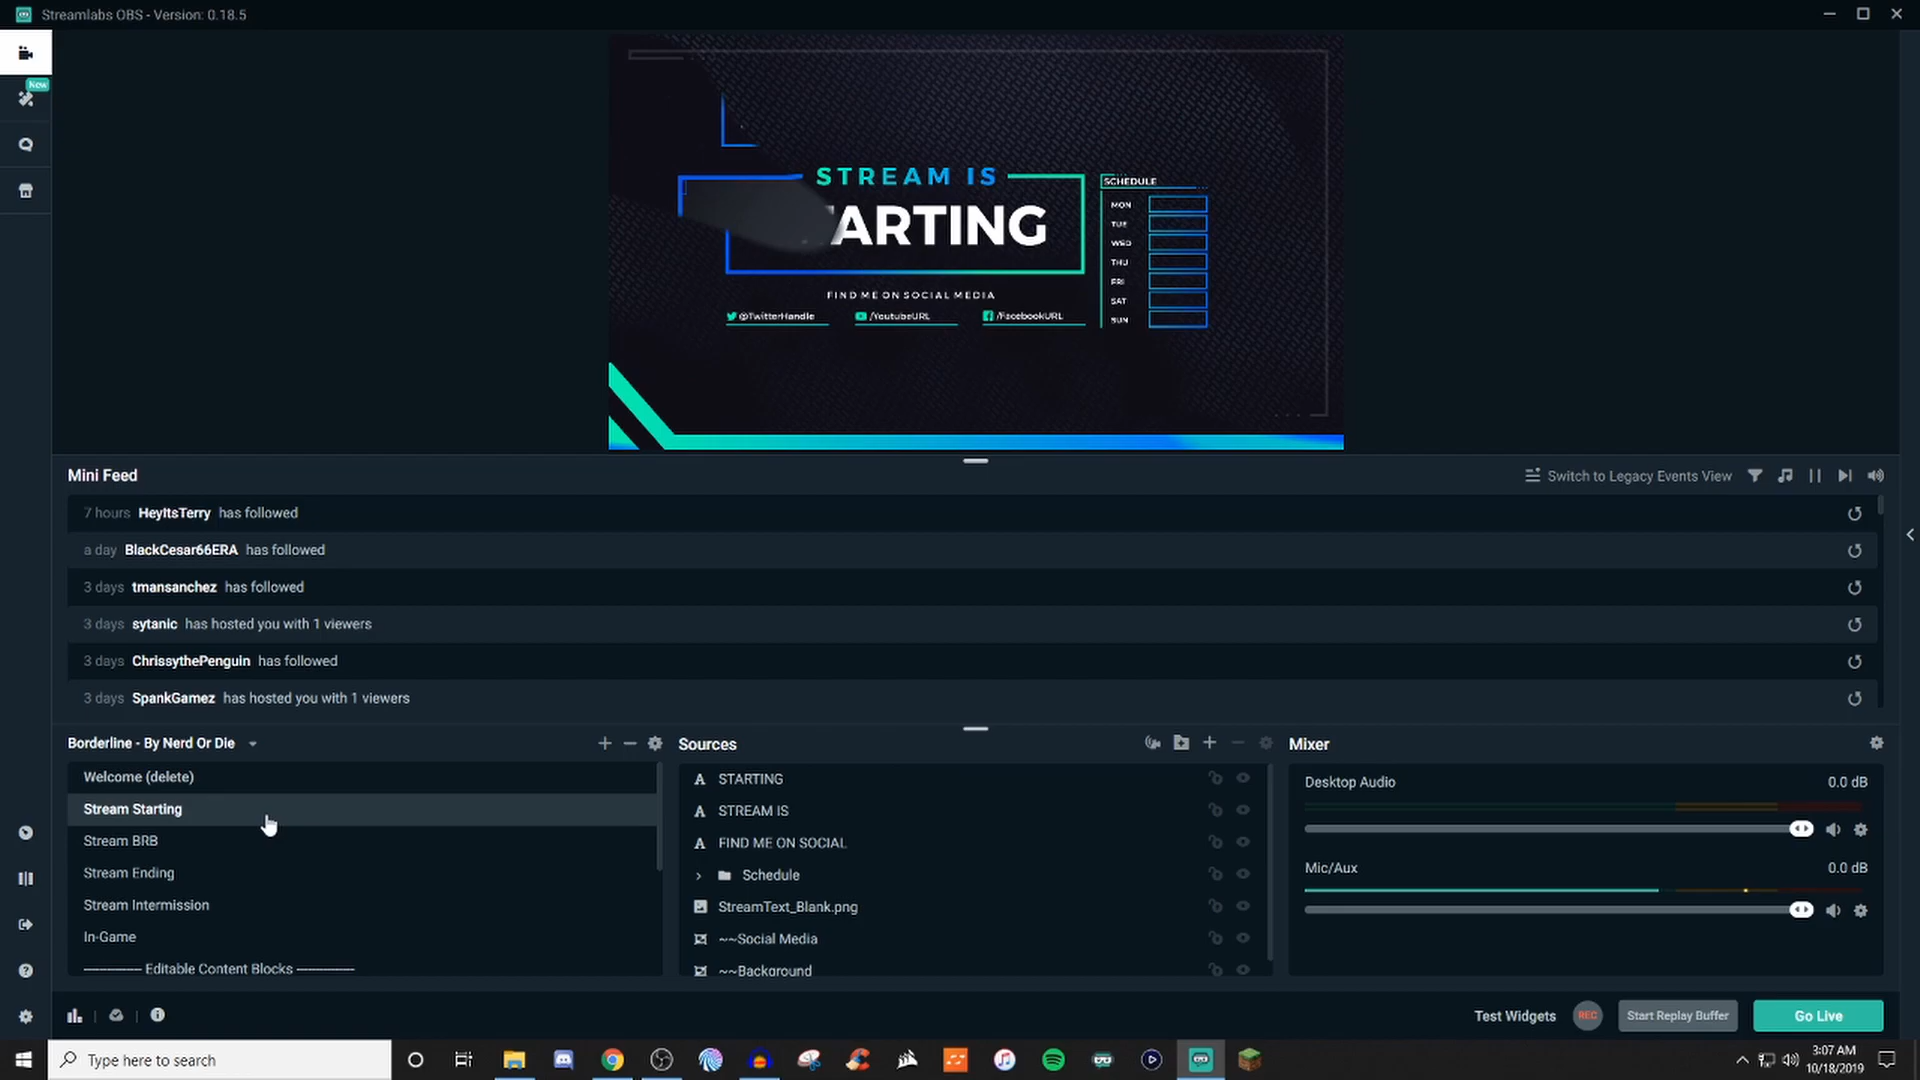 Streamlabs OBS - Version: 0.18.5
New
STREAM IS
ARTING
SCHEDULE
MON
TUE
WED
THU
FRI
SAT
SUN
FIND ME ON SOCIAL MEDIA
@TwitterHandle /YoutubeURL /FacebookURL
Mini Feed Switch to Legacy Events View
7 hours HeyItsTerry has followed
a day BlackCesar66ERA has followed
3 days tmansanchez has followed
3 days sytanic has hosted you with 1 viewers
3 days ChrissythePenguin has followed
3 days SpankGamez has hosted you with 1 viewers
Borderline - By Nerd Or Die
Welcome (delete)
Stream Starting
Stream BRB
Stream Ending
Stream Intermission
In-Game
Editable Content Blocks
Sources
STARTING
STREAM IS
FIND ME ON SOCIAL
Schedule
StreamText_Blank.png
~~Social Media
~~Background
Mixer
Desktop Audio 0.0 dB
Mic/Aux 0.0 dB
Test Widgets REC Start Replay Buffer Go Live
Type here to search
3:07 AM
10/18/2019